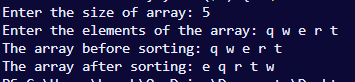 Enter the size of array: 5
Enter the elements of the array: q w e r t
The array before sorting: q w e r t
The array after sorting: e q r t w